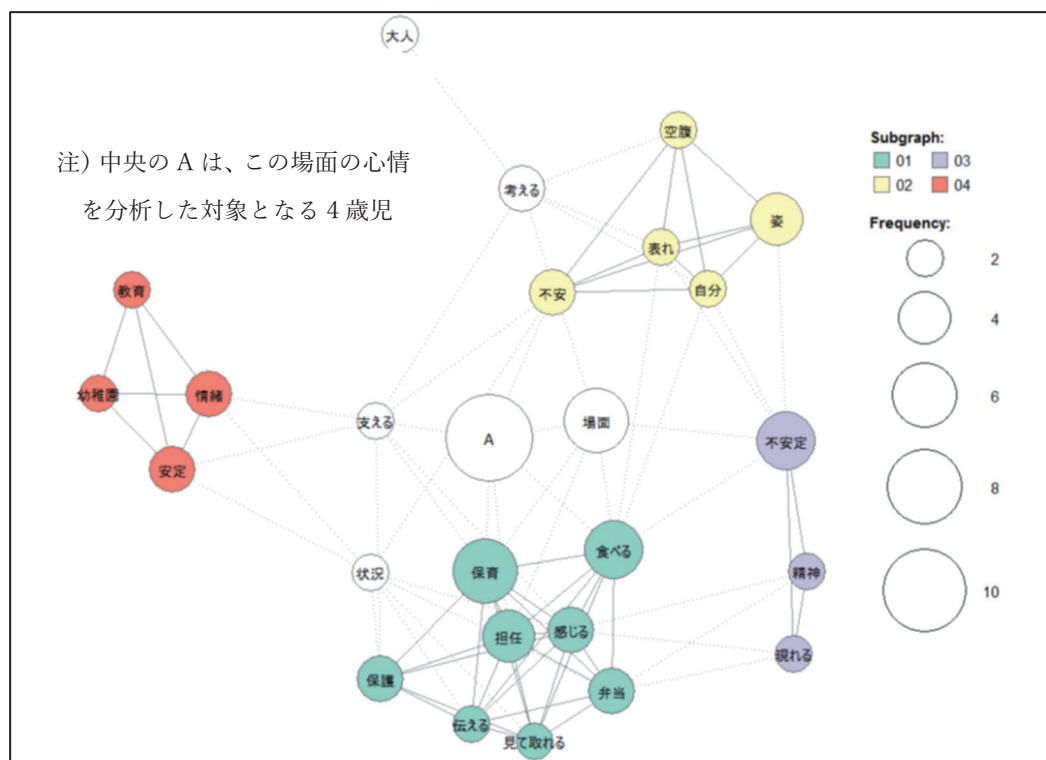 大人
空腹
注) 中央の A は、この場面の心情
を分析した対象となる 4 歳児
考える
姿
表れ
不安
自分
教育
幼稚園
情緒
支える
A
場面
不安定
安定
状況
保育
食べる
精神
担任
感じる
現れる
保護
弁当
伝える
見て取れる
Subgraph:
01 03
02 04
Frequency:
2
4
6
8
10